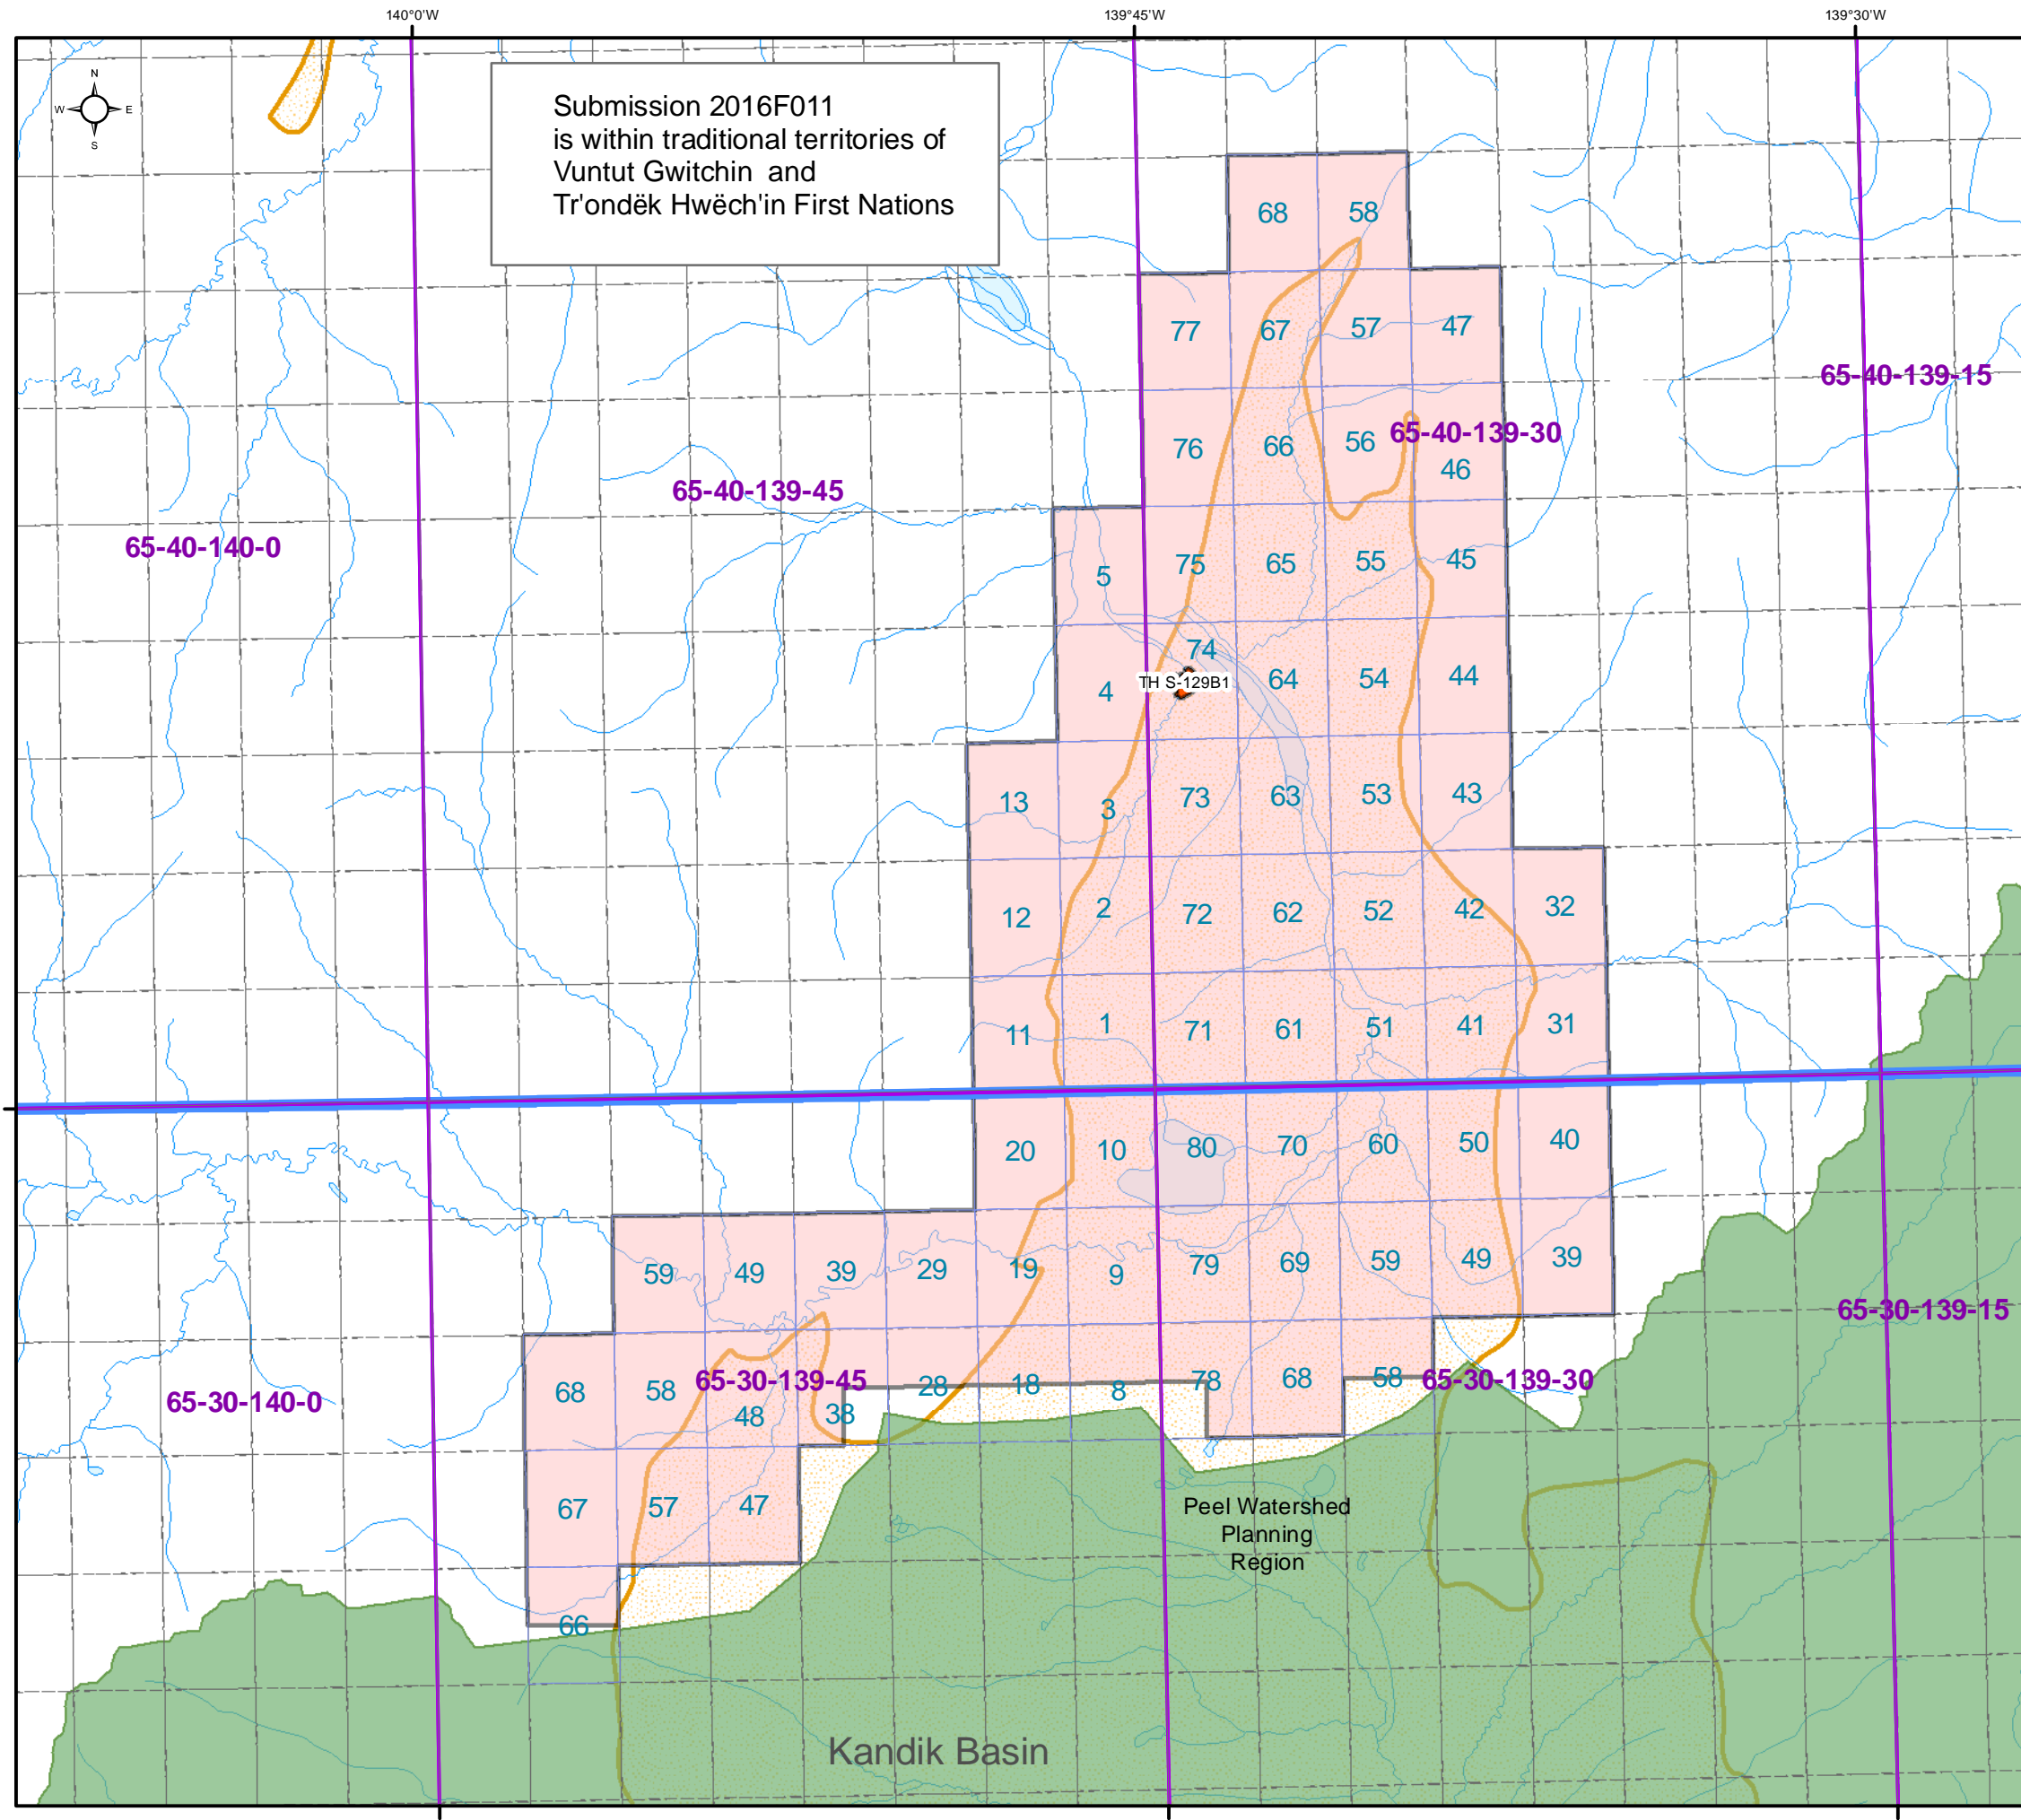 140°0'W 139°45'W 139°30'W
N
W E
S
Submission 2016F011
is within traditional territories of
Vuntut Gwitchin and
Tr'ondëk Hwëch'in First Nations
68 58
77 67 57 47
65-40-139-15
76 66 56 65-40-139-30
46
65-40-139-45
65-40-140-0
5 75 65 55 45
74
4 64 54 44
TH S-129B1
13 3 73 63 53 43
12 2 72 62 52 42 32
11 1 71 61 51 41 31
20 10 80 70 60 50 40
59 49 39 29 19 9 79 69 59 49 39
65-30-139-15
68 58 65-30-139-45 28 18 8 78 68 58 65-30-139-30
65-30-140-0
48 38
67 57 47
Peel Watershed
Planning
Region
66
Kandik Basin